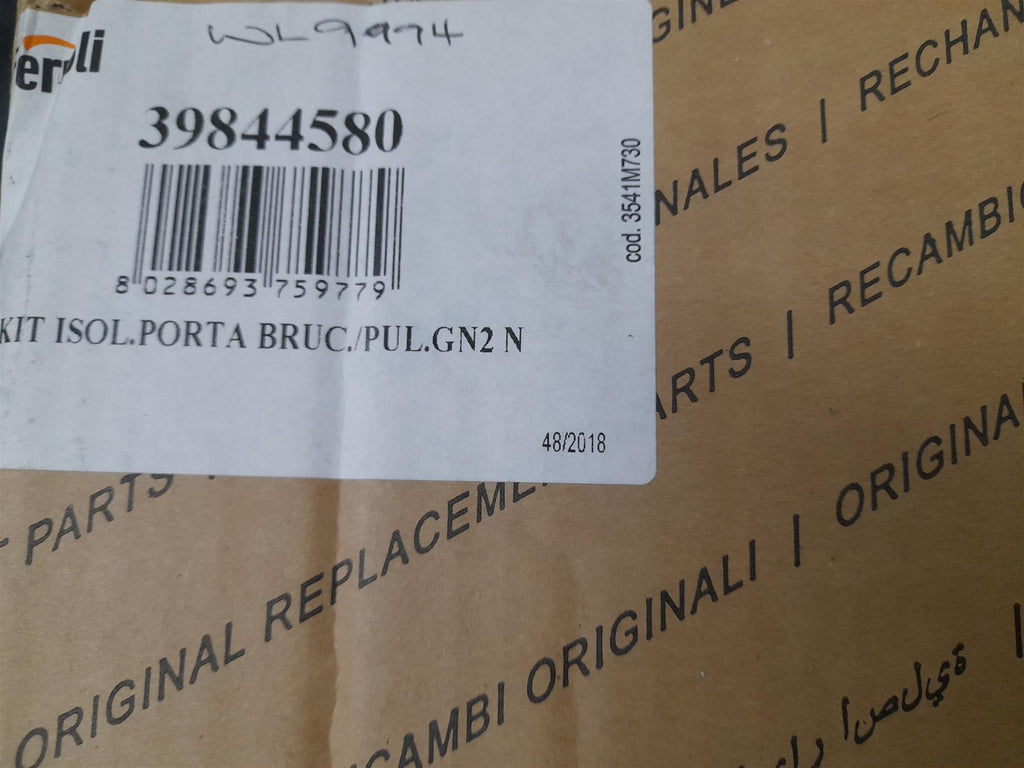 WL9974
39844580
8 028693 759779
KIT ISOL.PORTA BRUC./PUL.GN2 N
cod. 3541M730
48/2018
NALES | RECHAN
ARTS | RECAMBI
PARTS
ORIGINAL REPLACEME
CAMBI ORIGINALI | ORIGINA